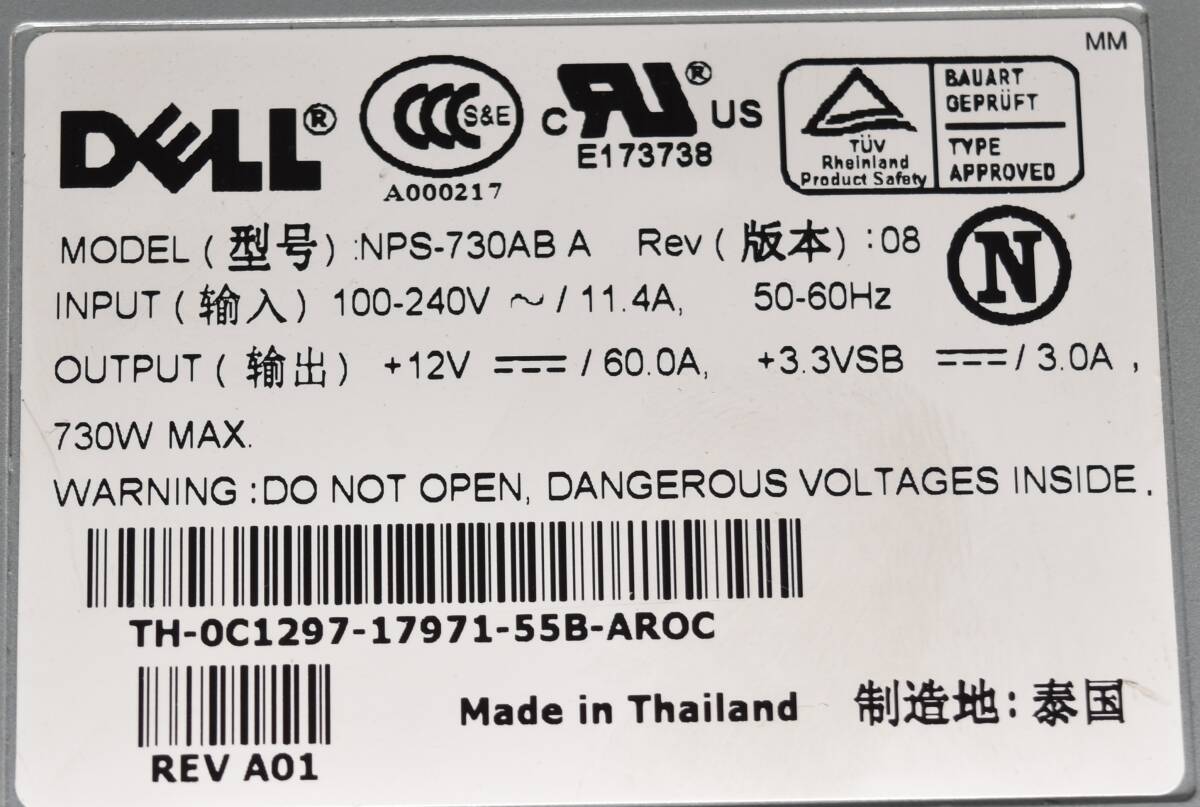 MM
DELL®
CCC S&E
A000217
C RU® US
E173738
TÜV
Rheinland
Product Safety
BAUART
GEPRÜFT
TYPE
APPROVED
N
MODEL (型号) :NPS-730AB A Rev (版本) :08
INPUT (输入) 100-240V ～/ 11.4A, 50-60Hz
OUTPUT (输出) +12V ⎓ / 60.0A, +3.3VSB ⎓ / 3.0A ,
730W MAX.
WARNING :DO NOT OPEN, DANGEROUS VOLTAGES INSIDE .
TH-0C1297-17971-55B-AROC
REV A01
Made in Thailand 制造地: 泰国